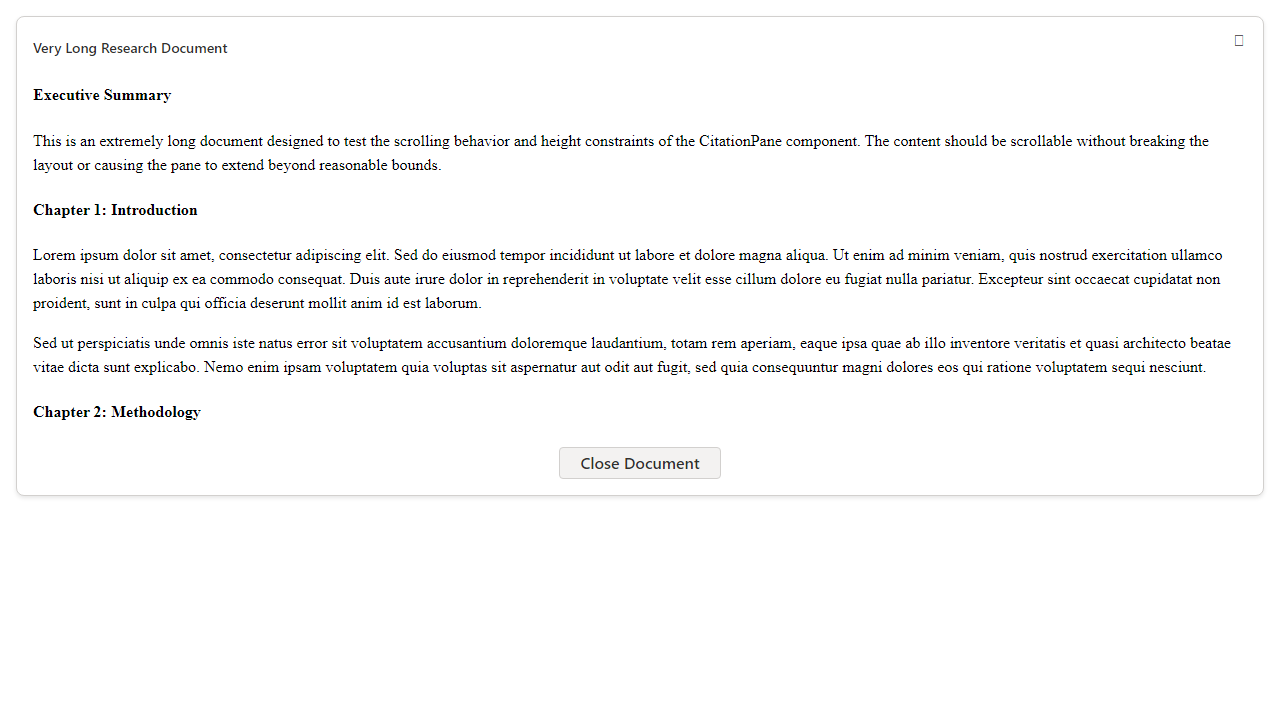 Very Long Research Document
Executive Summary
This is an extremely long document designed to test the scrolling behavior and height constraints of the CitationPane component. The content should be scrollable without breaking the
layout or causing the pane to extend beyond reasonable bounds.
Chapter 1: Introduction
Lorem ipsum dolor sit amet, consectetur adipiscing elit. Sed do eiusmod tempor incididunt ut labore et dolore magna aliqua. Ut enim ad minim veniam, quis nostrud exercitation ullamco
laboris nisi ut aliquip ex ea commodo consequat. Duis aute irure dolor in reprehenderit in voluptate velit esse cillum dolore eu fugiat nulla pariatur. Excepteur sint occaecat cupidatat non
proident, sunt in culpa qui officia deserunt mollit anim id est laborum.
Sed ut perspiciatis unde omnis iste natus error sit voluptatem accusantium doloremque laudantium, totam rem aperiam, eaque ipsa quae ab illo inventore veritatis et quasi architecto beatae
vitae dicta sunt explicabo. Nemo enim ipsam voluptatem quia voluptas sit aspernatur aut odit aut fugit, sed quia consequuntur magni dolores eos qui ratione voluptatem sequi nesciunt.
Chapter 2: Methodology
Close Document